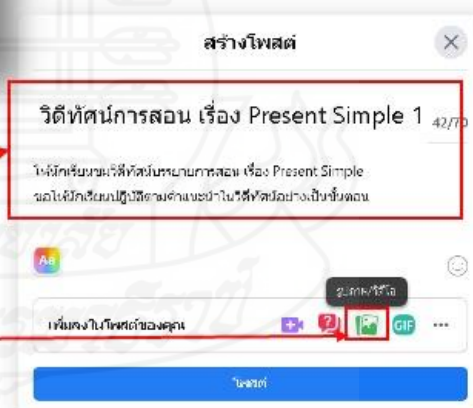 สร้างโพสต์
วิดีทัศน์การสอน เรื่อง Present Simple 1
42/70
ให้นักเรียนชมวิดีทัศน์บรรยายการสอน เรื่อง Present Simple
ขอให้นักเรียนปฏิบัติตามคำแนะนำในวิดีทัศน์อย่างเป็นขั้นตอน
Aa
รูปภาพ/วิดีโอ
เพิ่มลงในโพสต์ของคุณ
GIF
โพสต์